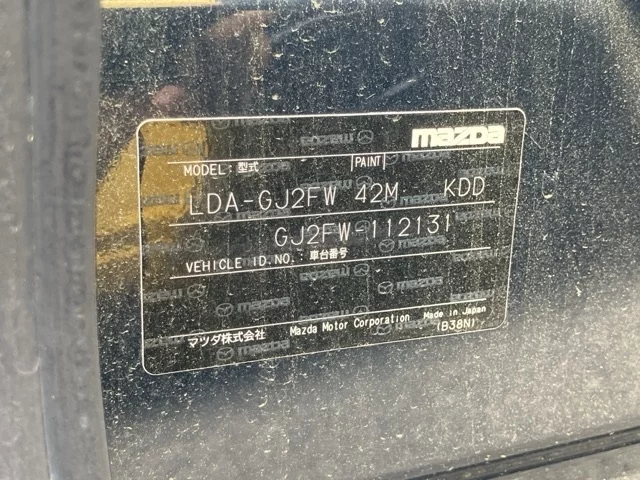 mazda
MODEL: 型式 PAINT
LDA-GJ2FW 42M KDD
GJ2FW-112131
VEHICLE ID.NO.: 車台番号
マツダ株式会社 Mazda Motor Corporation Made in Japan
(B38N)